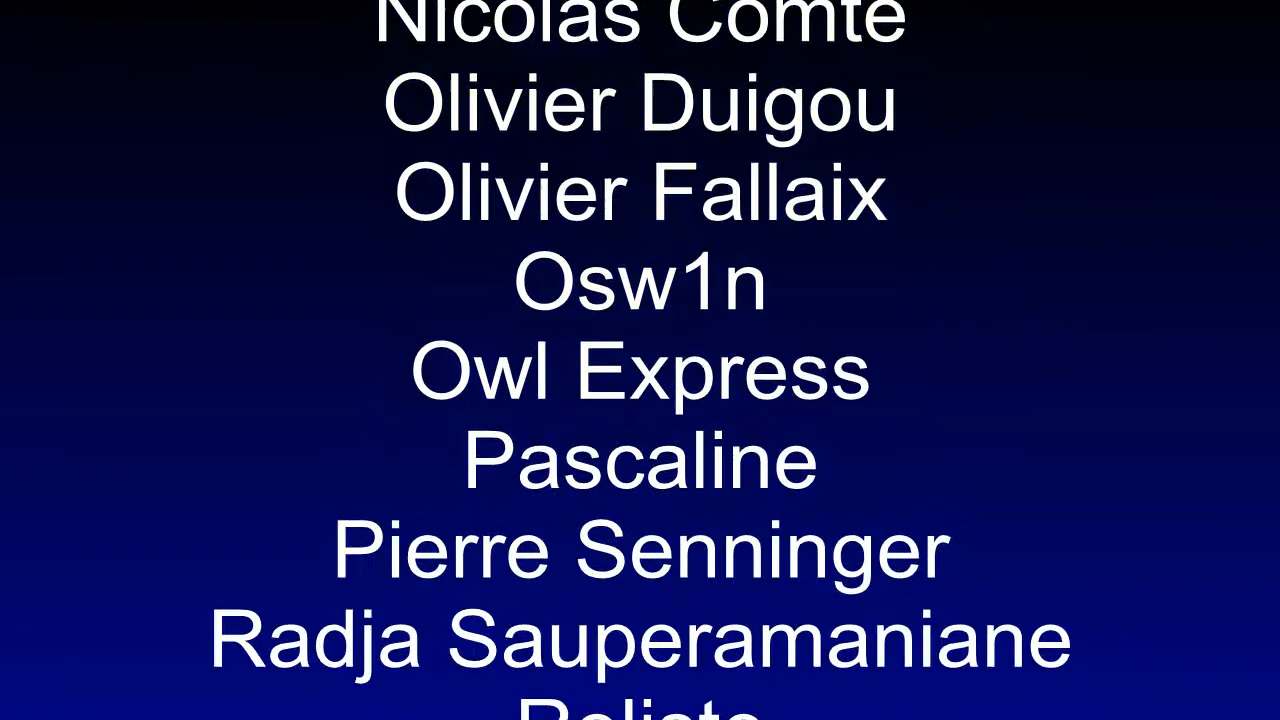 Nicolas Comte
Olivier Duigou
Olivier Fallaix
Osw1n
Owl Express
Pascaline
Pierre Senninger
Radja Sauperamaniane